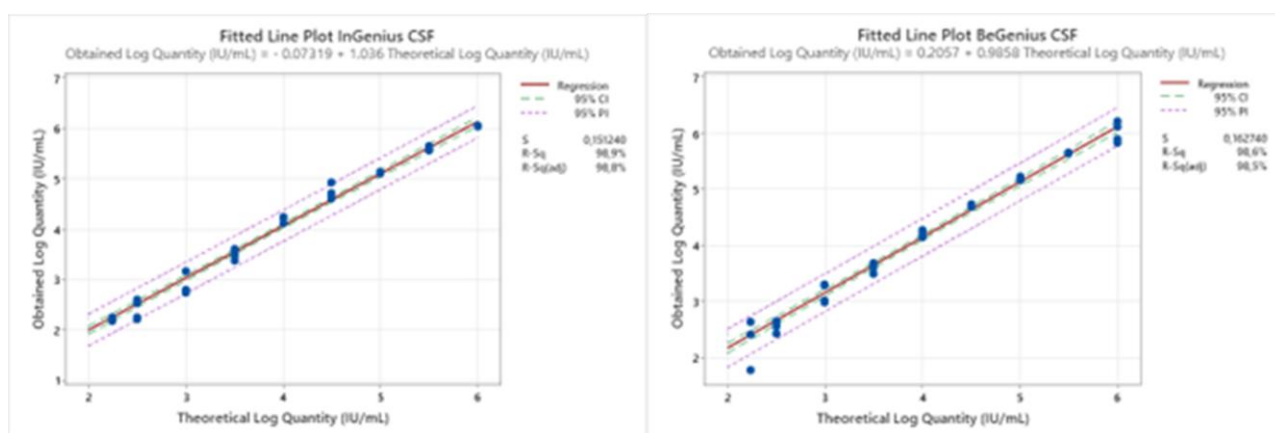 Fitted Line Plot InGenius CSF
Obtained Log Quantity (IU/mL) = - 0.07319 + 1.036 Theoretical Log Quantity (IU/mL)
Obtained Log Quantity (IU/mL)
7
6
5
4
3
2
1
2
3
4
5
6
Theoretical Log Quantity (IU/mL)
Regression
95% CI
95% PI
S 0,151240
R-Sq 98,9%
R-Sq(adj) 98,8%
Fitted Line Plot BeGenius CSF
Obtained Log Quantity (IU/mL) = 0.2057 + 0.9858 Theoretical Log Quantity (IU/mL)
Obtained Log Quantity (IU/mL)
7
6
5
4
3
2
2
3
4
5
6
Theoretical Log Quantity (IU/mL)
Regression
95% CI
95% PI
S 0,162740
R-Sq 98,6%
R-Sq(adj) 98,5%